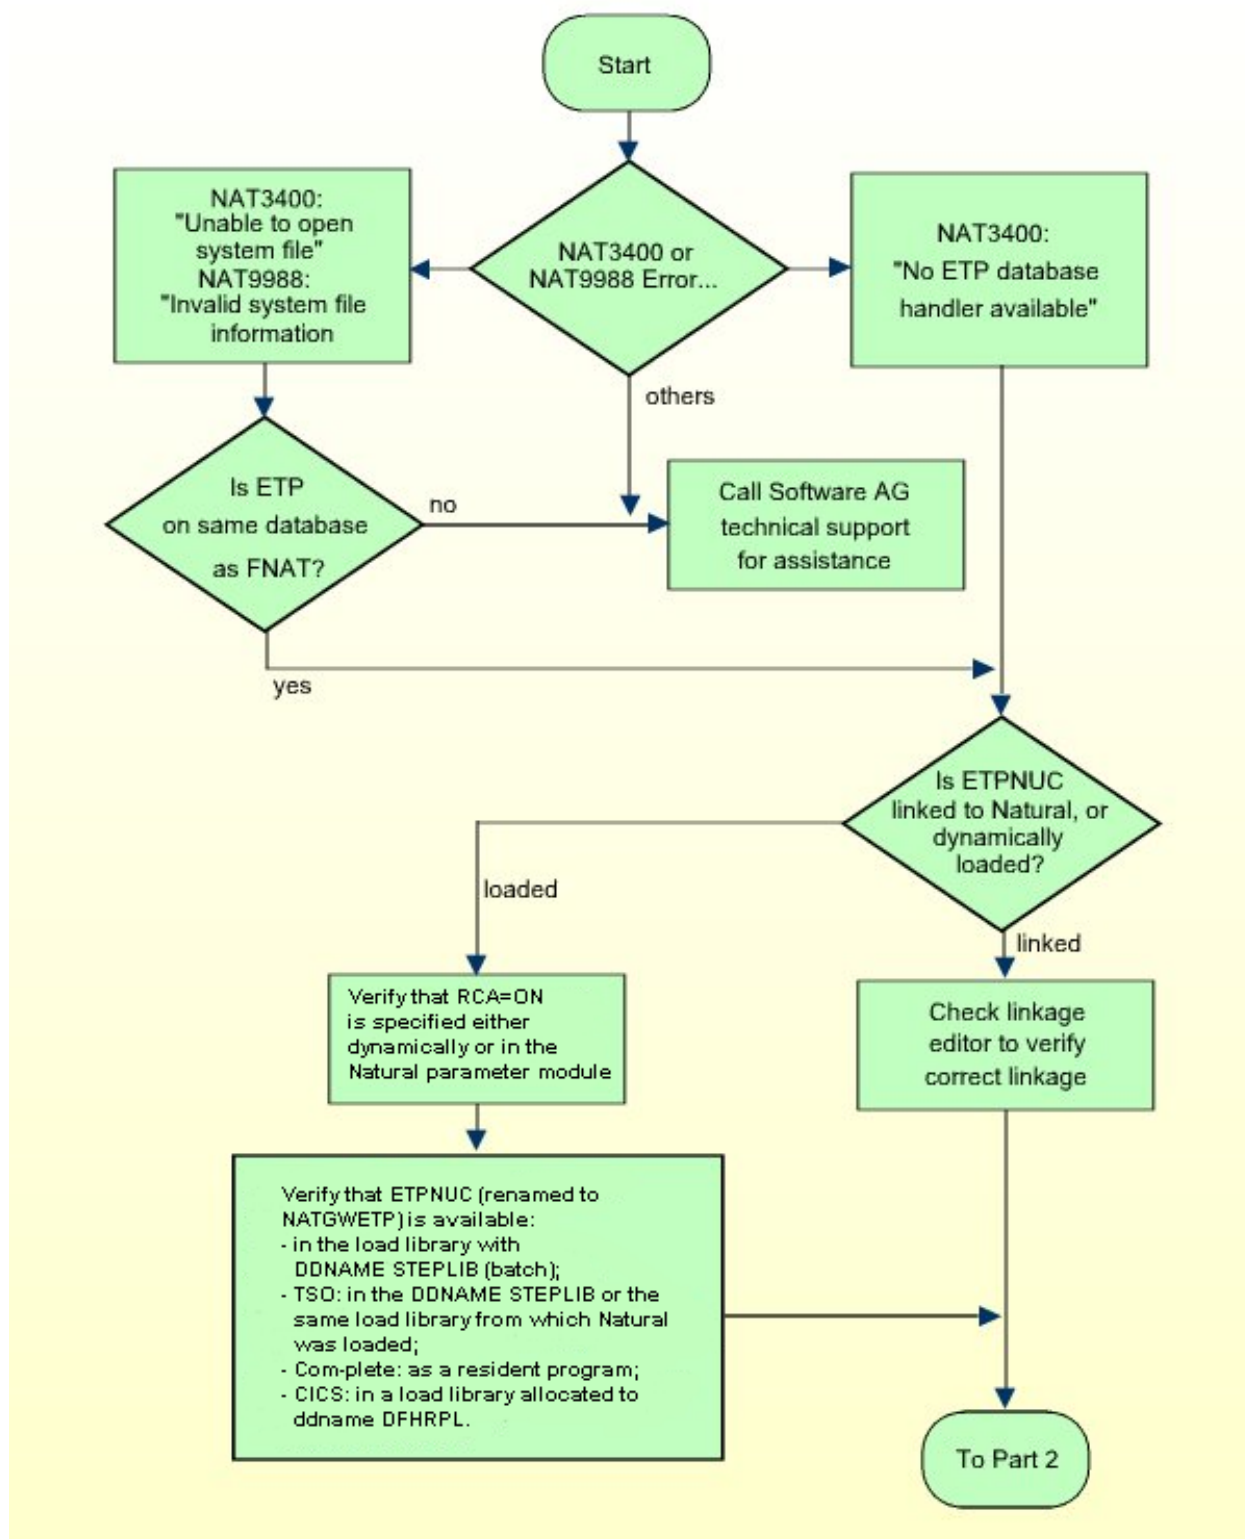 Start
NAT3400:
"Unable to open
system file"
NAT9988:
"Invalid system file
information
NAT3400 or
NAT9988 Error...
NAT3400:
"No ETP database
handler available"
others
Is ETP
on same database
as FNAT?
no
Call Software AG
technical support
for assistance
yes
Is ETPNUC
linked to Natural, or
dynamically
loaded?
loaded
linked
Verify that RCA=ON
is specified either
dynamically or in the
Natural parameter module
Check linkage
editor to verify
correct linkage
Verify that ETPNUC (renamed to
NATGWETP) is available:
- in the load library with
DDNAME STEPLIB (batch);
- TSO: in the DDNAME STEPLIB or the
same load library from which Natural
was loaded;
- Com-plete: as a resident program;
- CICS: in a load library allocated to
ddname DFHRPL.
To Part 2